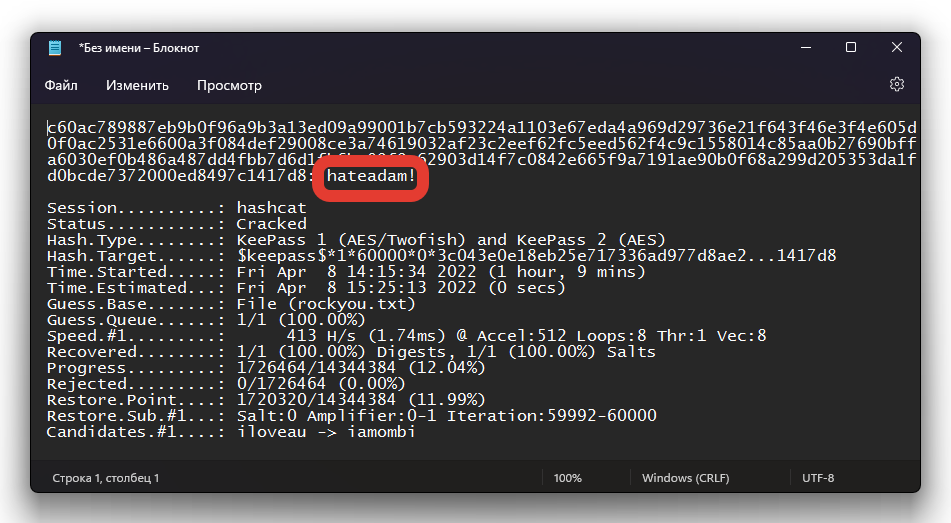 *Без имени – Блокнот
Файл Изменить Просмотр
c60ac789887eb9b0f96a9b3a13ed09a99001b7cb593224a1103e67eda4a969d29736e21f643f46e3f4e605d
0f0ac2531e6600a3f084def29008ce3a74619032af23c2eef62fc5eed562f4c9c1558014c85aa0b27690bff
d0bcde7372000ed8497c1417d8: hateadam!
Session..........: hashcat
Status...........: Cracked
Hash.Type........: KeePass 1 (AES/Twofish) and KeePass 2 (AES)
Hash.Target......: $keepass$*1*60000*0*3c043e0e18eb25e717336ad977d8ae2...1417d8
Time.Started.....: Fri Apr  8 14:15:34 2022 (1 hour, 9 mins)
Time.Estimated...: Fri Apr  8 15:25:13 2022 (0 secs)
Guess.Base.......: File (rockyou.txt)
Guess.Queue......: 1/1 (100.00%)
Speed.#1.........:      413 H/s (1.74ms) @ Accel:512 Loops:8 Thr:1 Vec:8
Recovered........: 1/1 (100.00%) Digests, 1/1 (100.00%) Salts
Progress.........: 1726464/14344384 (12.04%)
Rejected.........: 0/1726464 (0.00%)
Restore.Point....: 1720320/14344384 (11.99%)
Restore.Sub.#1...: Salt:0 Amplifier:0-1 Iteration:59992-60000
Candidates.#1....: iloveau -> iamombi
Строка 1, столбец 1 100% Windows (CRLF) UTF-8